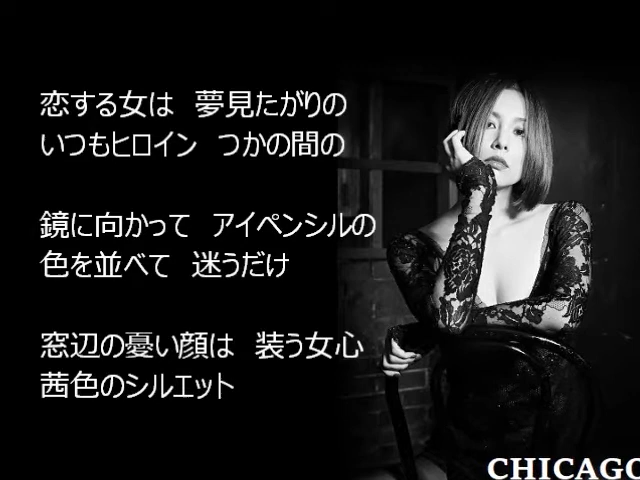 恋する女は　夢見たがりの
いつもヒロイン　つかの間の
鏡に向かって　アイペンシルの
色を並べて　迷うだけ
窓辺の憂い顔は　装う女心
茜色のシルエット
CHICAGO